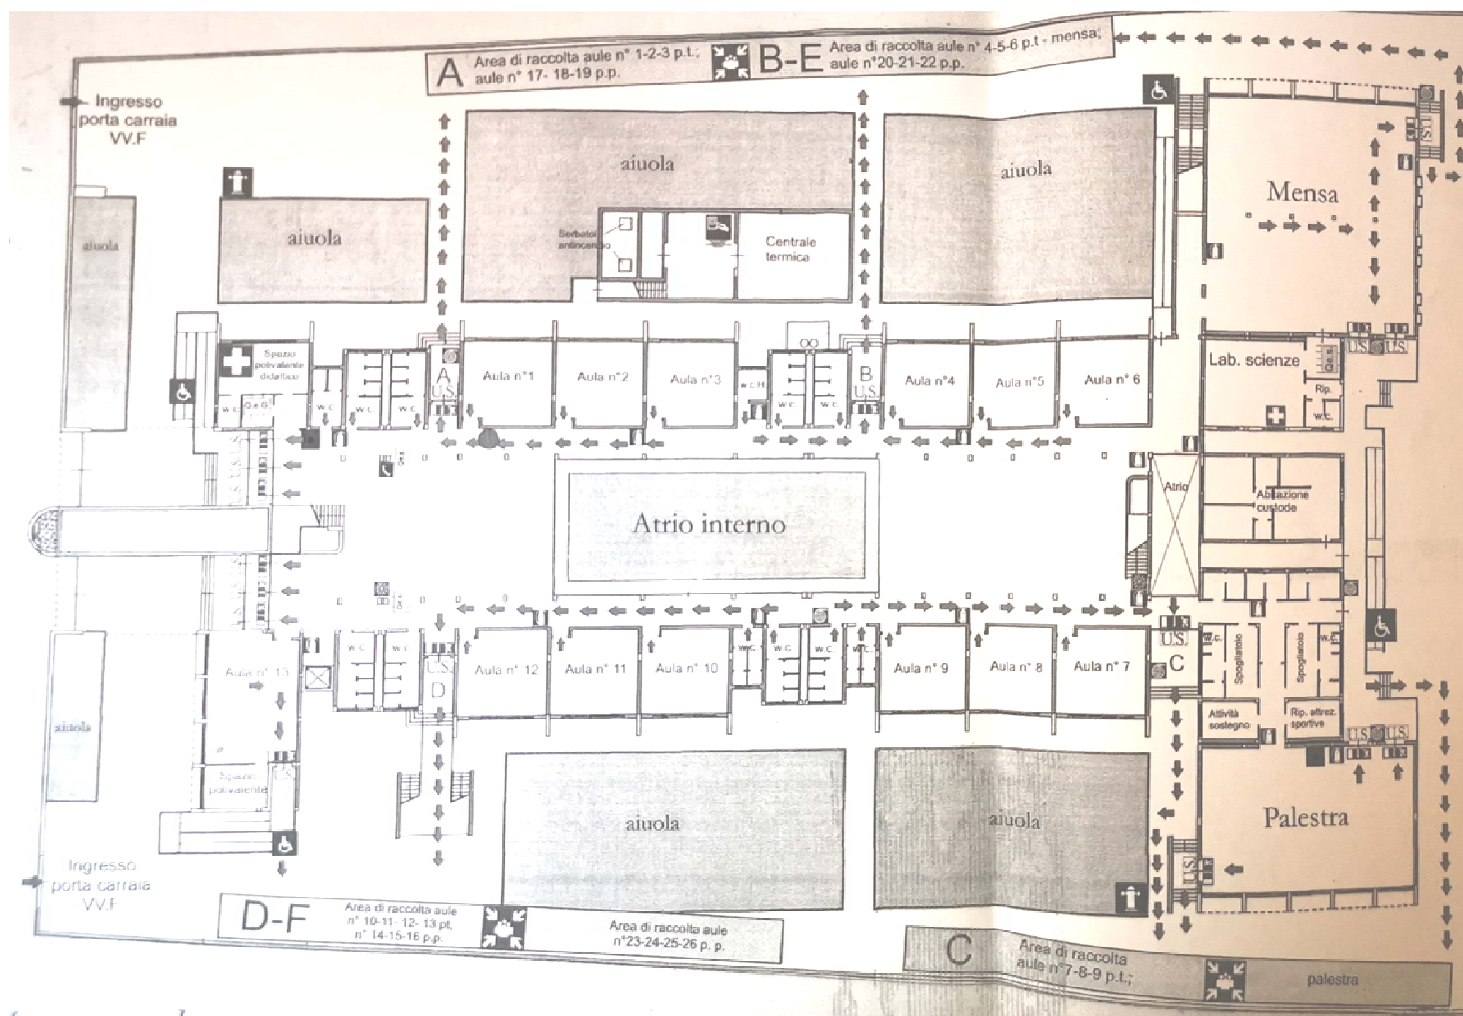 A
Area di raccolta aule n° 1-2-3 p.t.;
aule n° 17- 18-19 p.p.
B-E
Area di raccolta aule n° 4-5-6 p.t - mensa;
aule n°20-21-22 p.p.
Ingresso
porta carraia
VV.F
aiuola
aiuola
aiuola
aiuola
Mensa
U.S.
Serbatoi
antincendio
Centrale
termica
Spazio
polivalente
didattico
w.c.
Q.e.G.
w.c.
w.c.
w.c.
A
U.S.
Aula n°1
Aula n°2
Aula n°3
w.c.H
w.c.
w.c.
B
U.S.
Aula n°4
Aula n°5
Aula n° 6
Lab. scienze
Q.e.s.
Rip.
w.c.
U.S.
U.S.
U.S.
U.S.
Atrio interno
Atrio
Abitazione
custode
Aula n° 13
w.c.
w.c.
U.S.
D
Aula n° 12
Aula n° 11
Aula n° 10
w.c.
w.c.
w.c.
w.c.
Aula n° 9
Aula n° 8
Aula n° 7
U.S.
C
w.c.
Spogliatoio
Spogliatoio
w.c.
Attività
sostegno
Rip. attrez.
sportive
U.S.
U.S.
aiuola
U.S.
Spazio
polivalente
aiuola
aiuola
Palestra
U.S.
Ingresso
porta carraia
VV.F
D-F
Area di raccolta aule
n° 10-11- 12- 13 pt,
n° 14-15-16 p.p.
Area di raccolta aule
n°23-24-25-26 p. p.
C
Area di raccolta
aule n°7-8-9 p.t.;
palestra